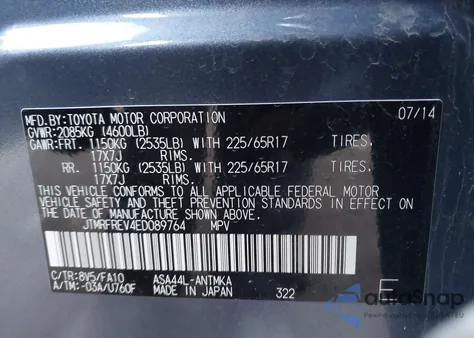 MFD.BY:TOYOTA MOTOR CORPORATION 07/14
GVWR:2085KG (4600LB)
GAWR:FRT. 1150KG (2535LB) WITH 225/65R17 TIRES.
17X7J RIMS.
RR. 1150KG (2535LB) WITH 225/65R17 TIRES.
17X7J RIMS.
THIS VEHICLE CONFORMS TO ALL APPLICABLE FEDERAL MOTOR
VEHICLE SAFETY AND THEFT PREVENTION STANDARDS IN EFFECT
ON THE DATE OF MANUFACTURE SHOWN ABOVE.
JTMRFREV4ED089764 MPV
C/TR:8V5/FA10 ASA44L-ANTMKA
A/TM:-03A/U760F MADE IN JAPAN 322 E
autoSnap